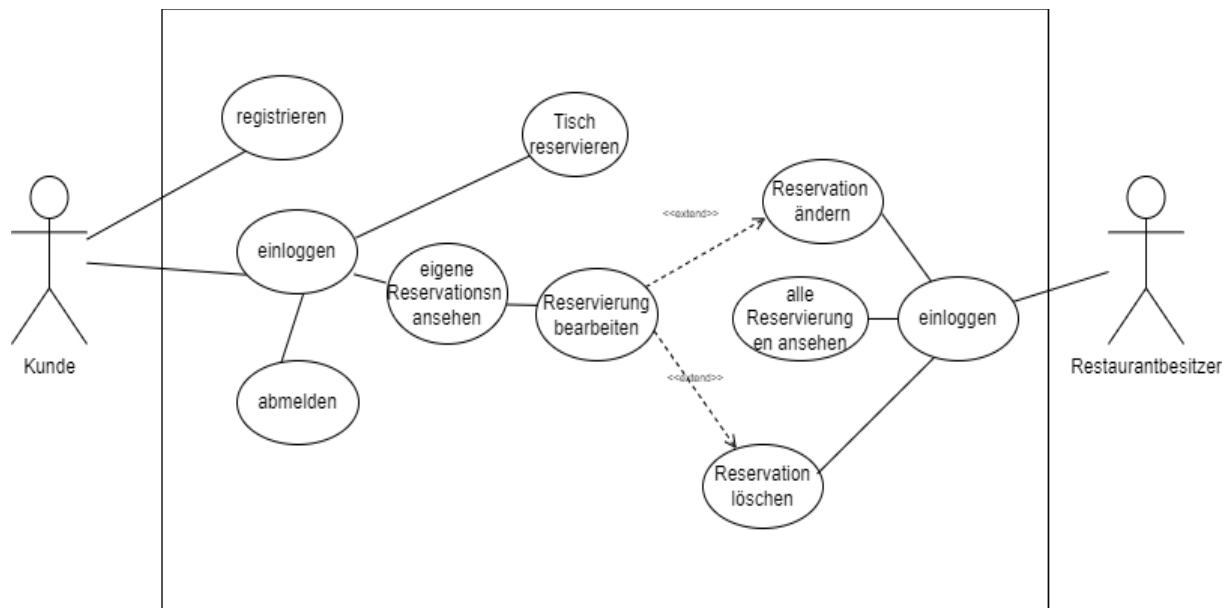 registrieren
Tisch
reservieren
Reservation
ändern
<<extend>>
einloggen
eigene
Reservationsn
ansehen
Reservierung
bearbeiten
alle
Reservierung
en ansehen
einloggen
Kunde
Restaurantbesitzer
<<extend>>
abmelden
Reservation
löschen